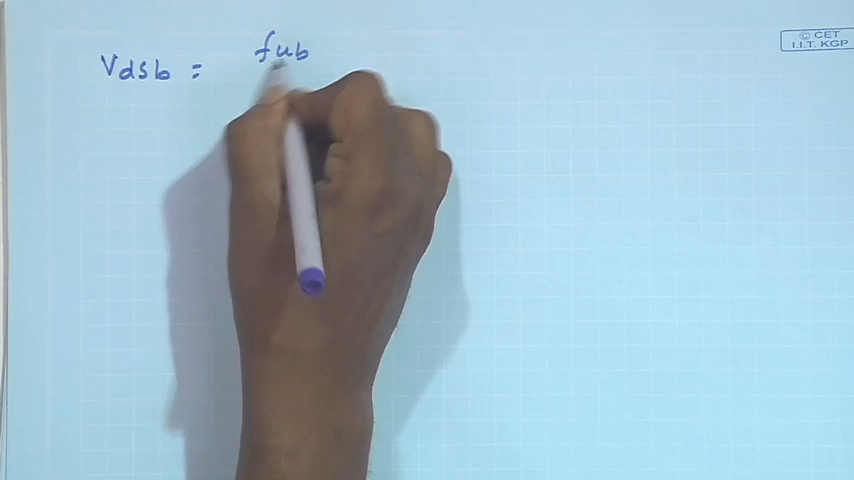 Vdsb = fub
© CET
I.I.T. KGP